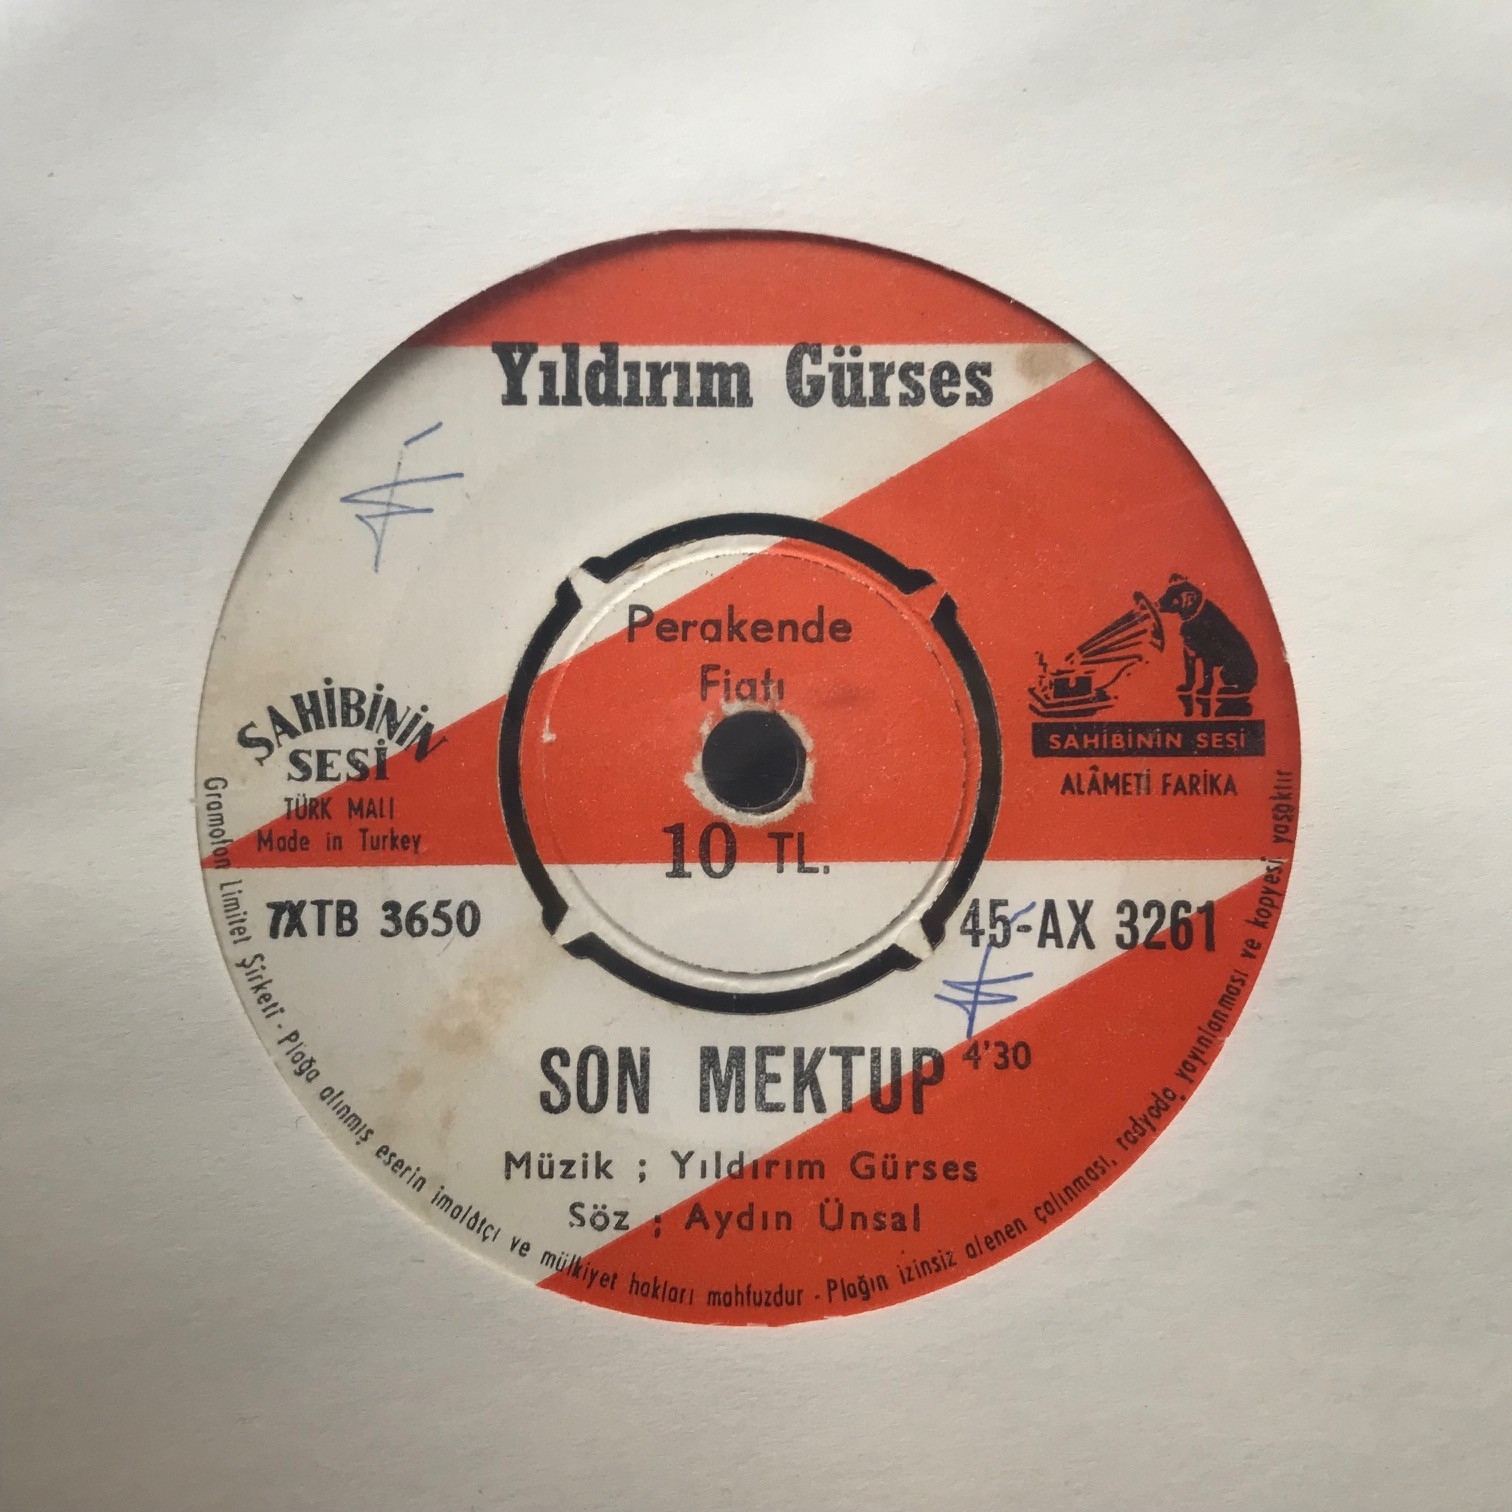 Yıldırım Gürses
Perakende
Fiatı
10 TL.
ŞAHİBİNİN
SESİ
TÜRK MALI
Made in Turkey
SAHİBİNİN SESİ
ALÂMETİ FARİKA
7XTB 3650
45-AX 3261
SON MEKTUP 4'30
Müzik ; Yıldırım Gürses
Söz ; Aydın Ünsal
Gramofon Limitet Şirketi - Plağa alınmış eserin imalâtçı ve mülkiyet hakları mahfuzdur - Plağın izinsiz alenen çalınması, radyoda yayınlanması ve kopyesi yasaktır